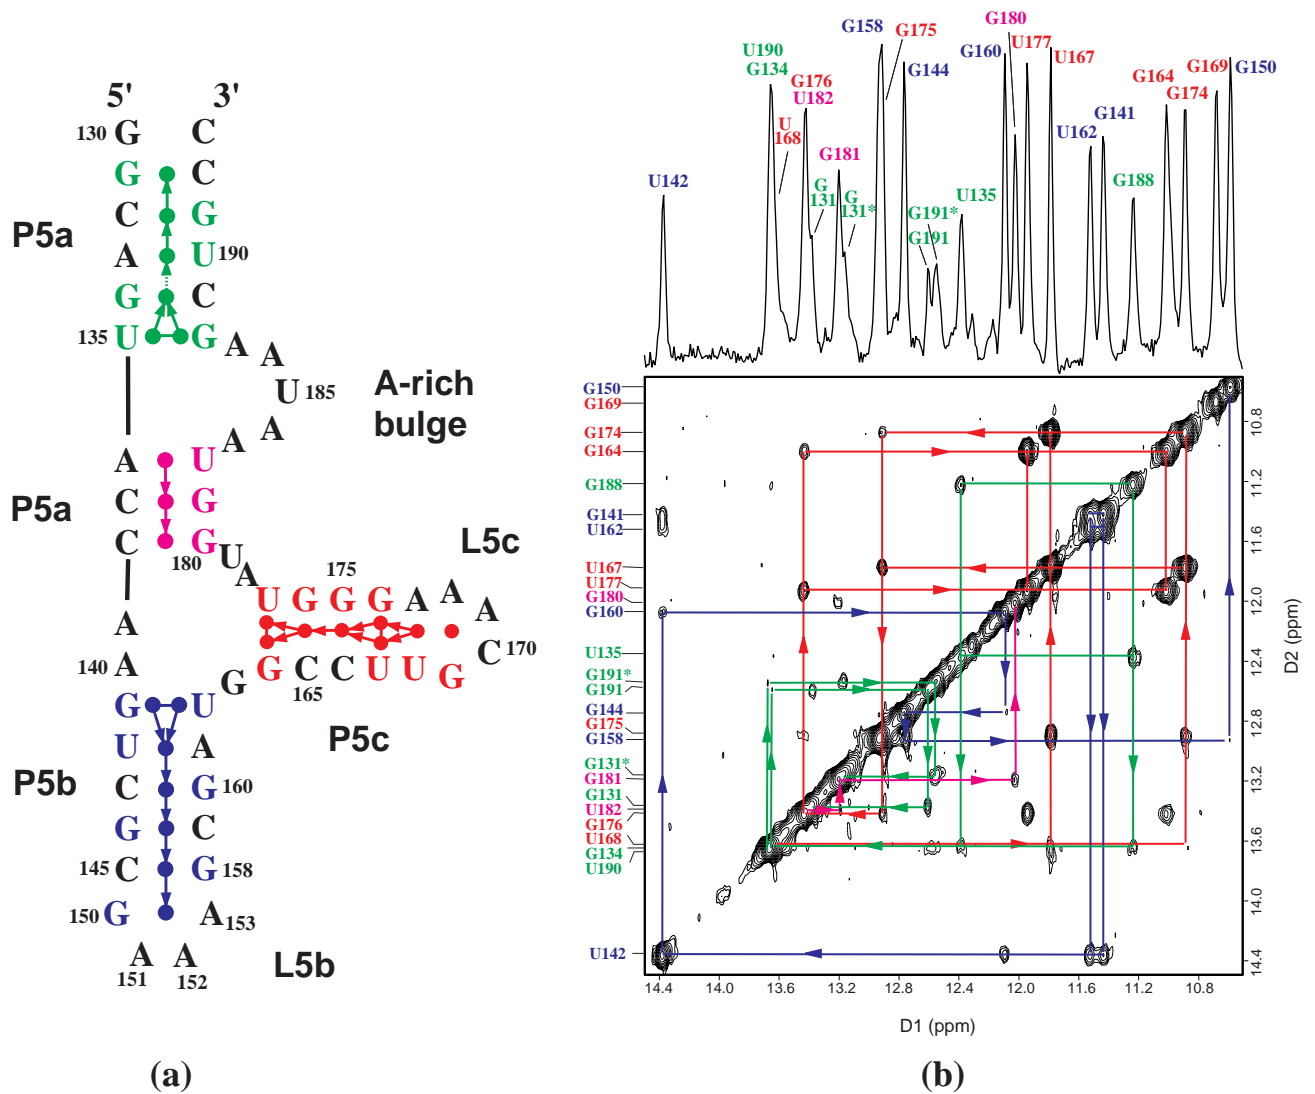 5' 3'
130 G C
G C
C G
P5a A U 190
G C
135 U G A A
U 185
A-rich
bulge
A A
A U
P5a C G
C G
180 U
A
L5c
175
U G G G A A A
C 170
G C C U U G
165
A
140 A G
P5c
G U
U A
P5b C G 160
G C
145 C G 158
150 G A 153
A A
151 152
L5b
(a)
U142
U190
G134
U
168
G176
U182
G
131
G181
G
131*
G158
G175
G144
G191*
G191
U135
G160
G180
U177
U167
U162
G141
G188
G164
G174
G169
G150
G150
G169
G174
G164
G188
G141
U162
U167
U177
G180
G160
U135
G191*
G191
G144
G175
G158
G131*
G181
G131
U182
G176
U168
G134
U190
U142
10.8
11.2
11.6
12.0
12.4
12.8
13.2
13.6
14.0
14.4
D2 (ppm)
14.4 14.0 13.6 13.2 12.8 12.4 12.0 11.6 11.2 10.8
D1 (ppm)
(b)